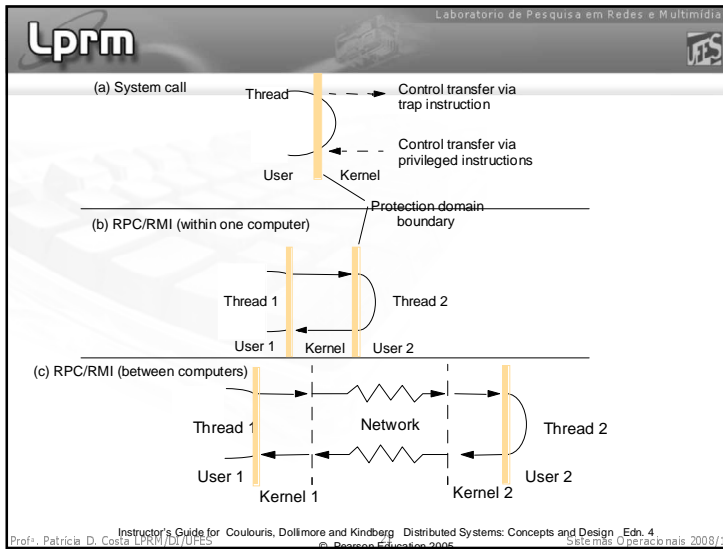 Laboratorio de Pesquisa em Redes e Multimidia
Lprm
UFES
(a) System call
Thread
Control transfer via
trap instruction
Control transfer via
privileged instructions
User
Kernel
Protection domain
boundary
(b) RPC/RMI (within one computer)
Thread 1
Thread 2
User 1
Kernel
User 2
(c) RPC/RMI (between computers)
Thread 1
Network
Thread 2
User 1
User 2
Kernel 1
Kernel 2
Instructor's Guide for Coulouris, Dollimore and Kindberg Distributed Systems: Concepts and Design Edn. 4
© Pearson Education 2005
Profª. Patrícia D. Costa LPRM/DI/UFES
Sistemas Operacionais 2008/